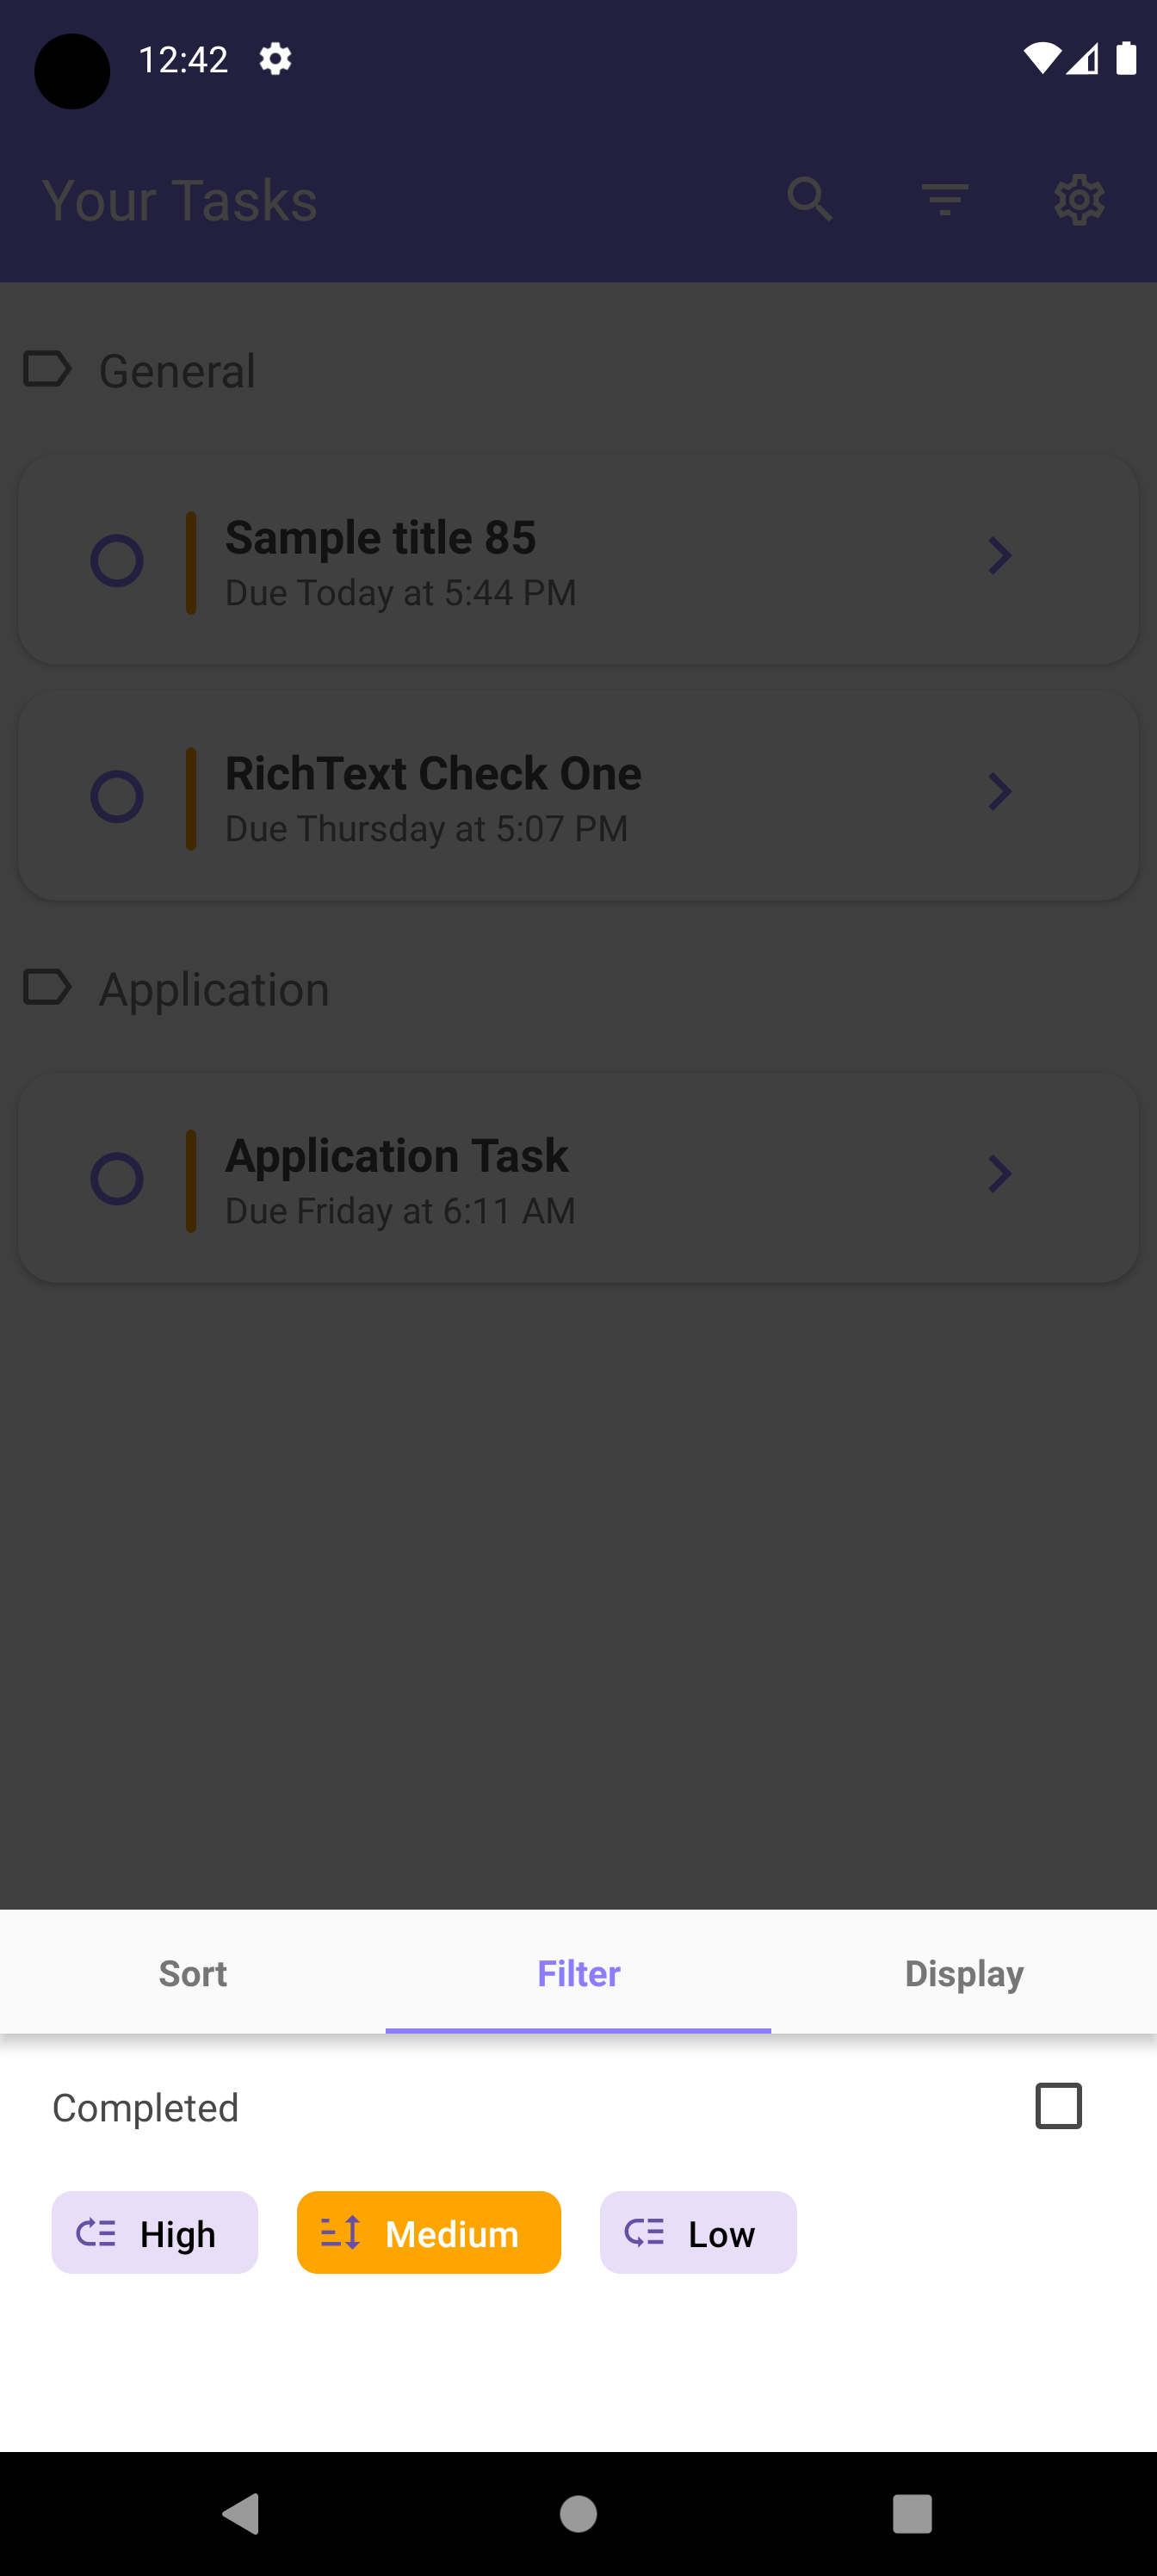 12:42
Your Tasks
General
Sample title 85
Due Today at 5:44 PM
RichText Check One
Due Thursday at 5:07 PM
Application
Application Task
Due Friday at 6:11 AM
Sort Filter Display
Completed
High Medium Low